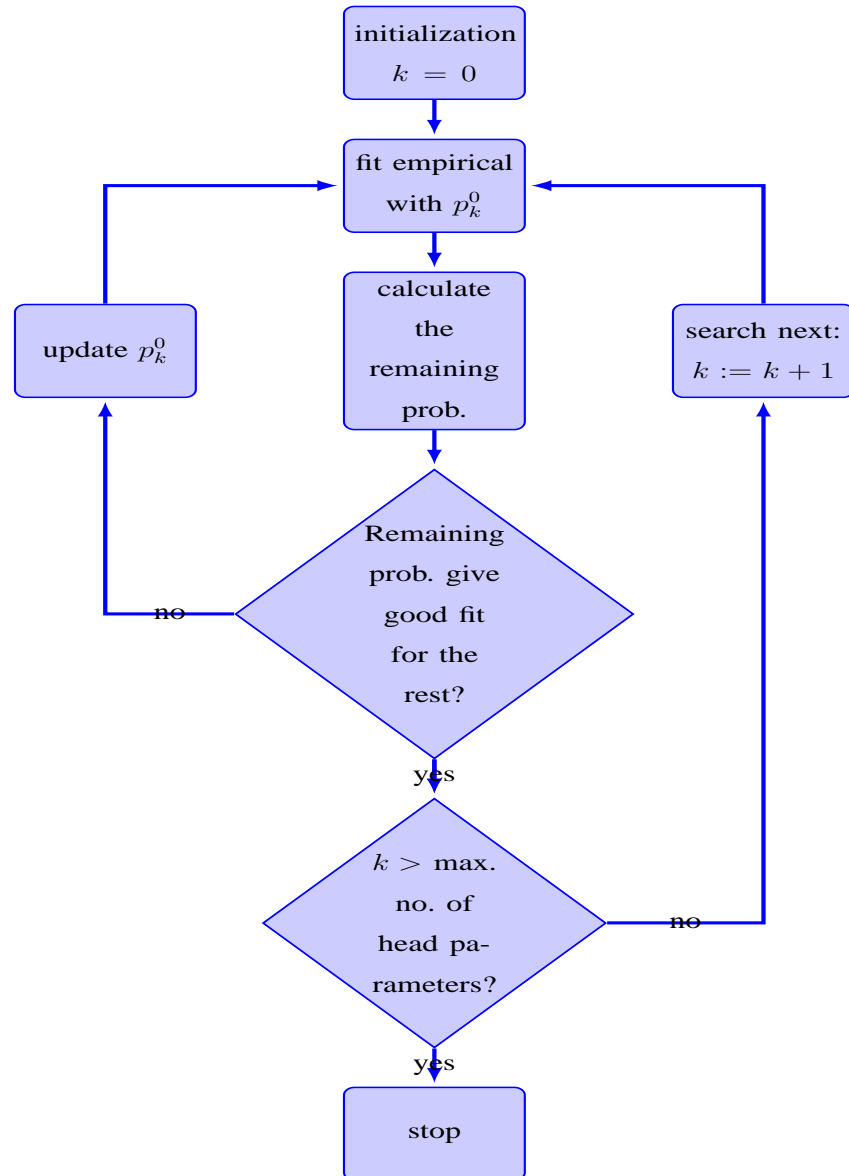 initialization
k = 0
fit empirical
with p_k^0
calculate
the
remaining
prob.
update p_k^0
search next:
k := k + 1
Remaining
prob. give
good fit
for the
rest?
no
yes
k > max.
no. of
head pa-
rameters?
no
yes
stop